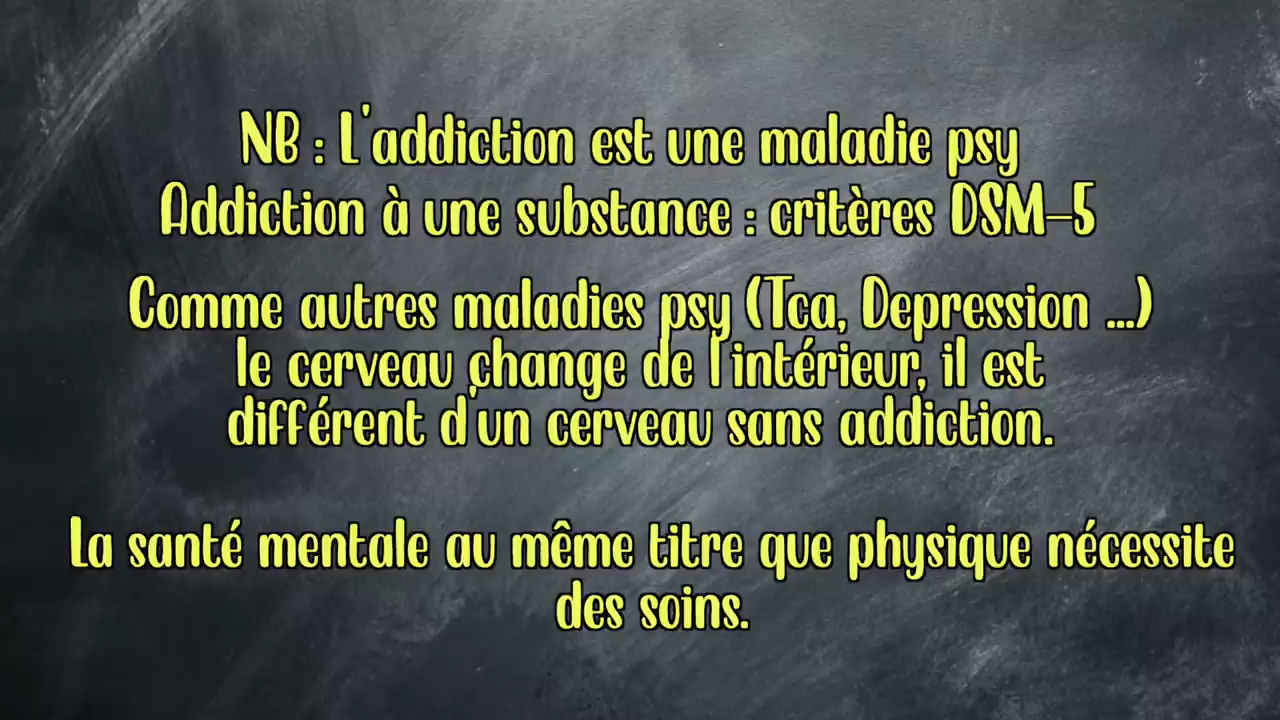 NB : L'addiction est une maladie psy
Addiction à une substance : critères DSM-5
Comme autres maladies psy (Tca, Depression ...)
le cerveau change de l'intérieur, il est
différent d'un cerveau sans addiction.
La santé mentale au même titre que physique nécessite
des soins.